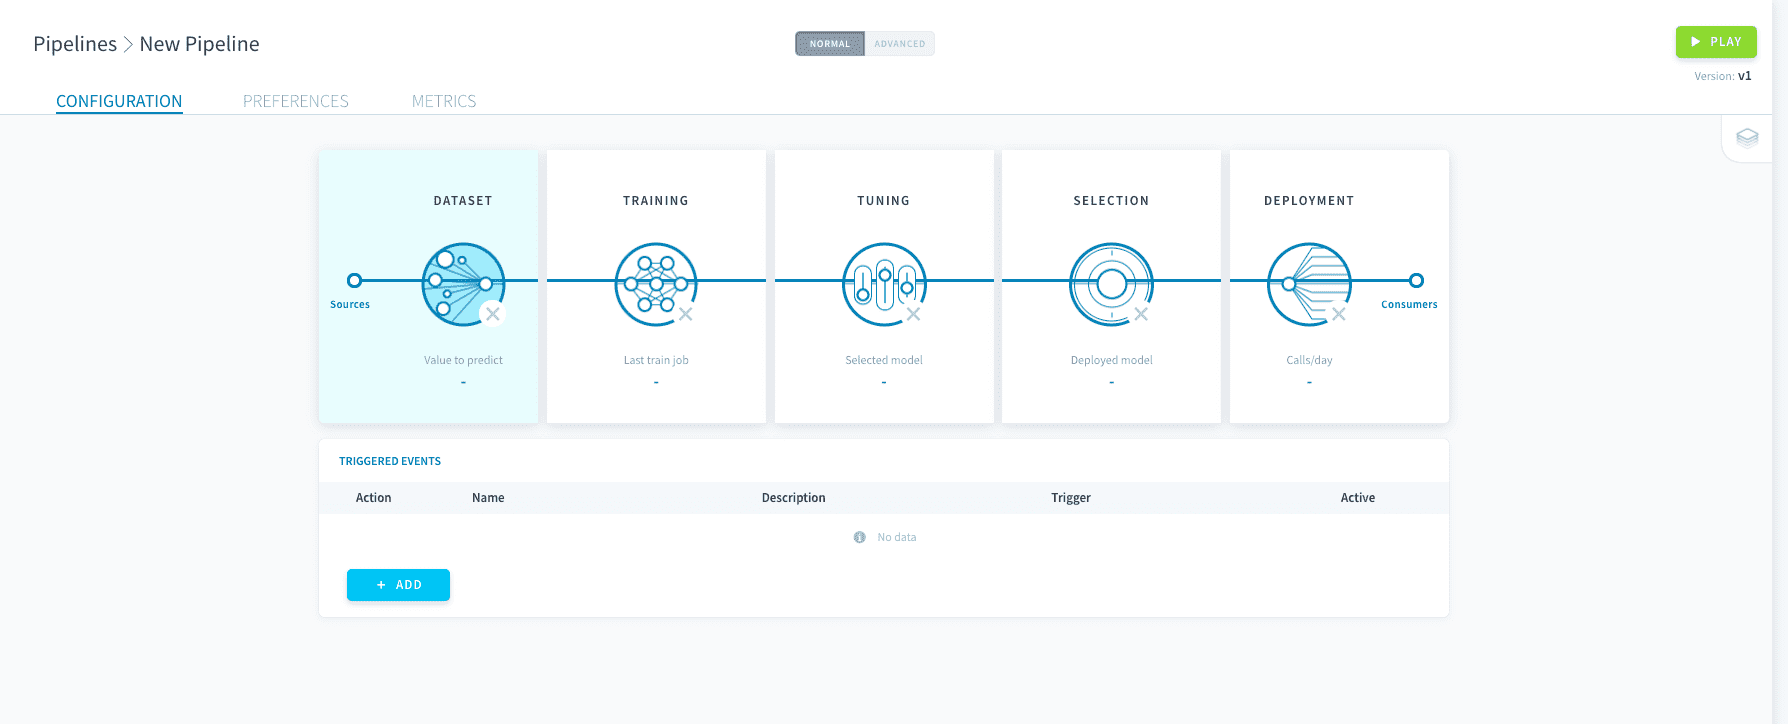 Pipelines > New Pipeline
NORMAL ADVANCED
PLAY
Version: v1
CONFIGURATION PREFERENCES METRICS
DATASET TRAINING TUNING SELECTION DEPLOYMENT
Sources Consumers
Value to predict Last train job Selected model Deployed model Calls/day
- - - - -
TRIGGERED EVENTS
Action Name Description Trigger Active
No data
+ ADD